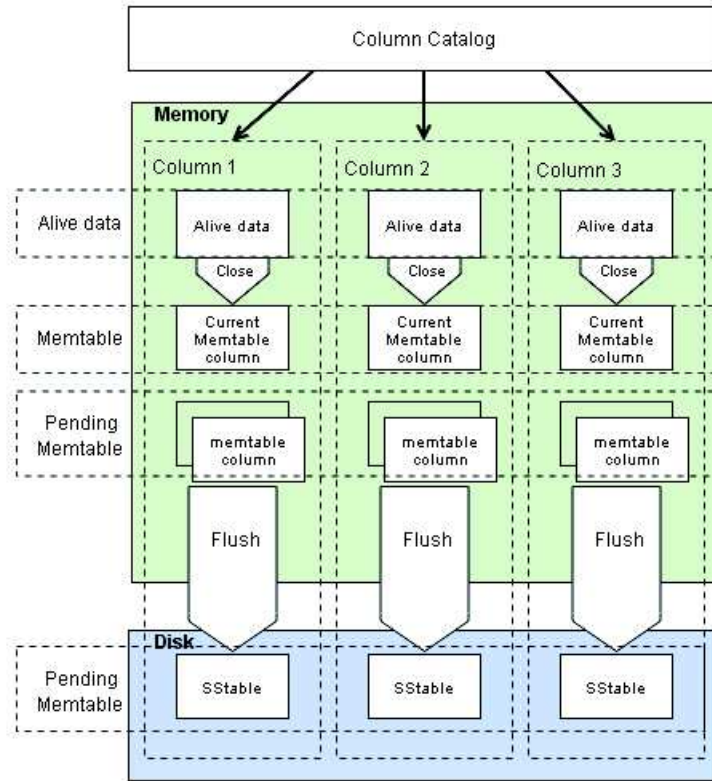 Column Catalog
Memory
Column 1
Column 2
Column 3
Alive data
Alive data
Alive data
Alive data
Close
Close
Close
Memtable
Current
Memtable
column
Current
Memtable
column
Current
Memtable
column
Pending
Memtable
memtable
column
memtable
column
memtable
column
Flush
Flush
Flush
Disk
Pending
Memtable
SStable
SStable
SStable